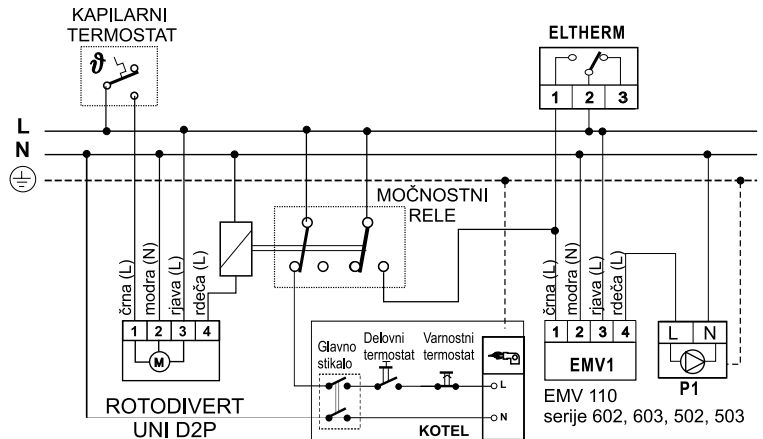 KAPILARNI
TERMOSTAT
ϑ
ELTHERM
1 2 3
L
N
MOČNOSTNI
RELE
črna (L)
modra (N)
rjava (L)
rdeča (L)
1 2 3 4
M
ROTODIVERT
UNI D2P
Glavno
stikalo
Delovni
termostat
Varnostni
termostat
L
N
KOTEL
črna (L)
modra (N)
rjava (L)
rdeča (L)
1 2 3 4
EMV1
EMV 110
serije 602, 603, 502, 503
L N
P1